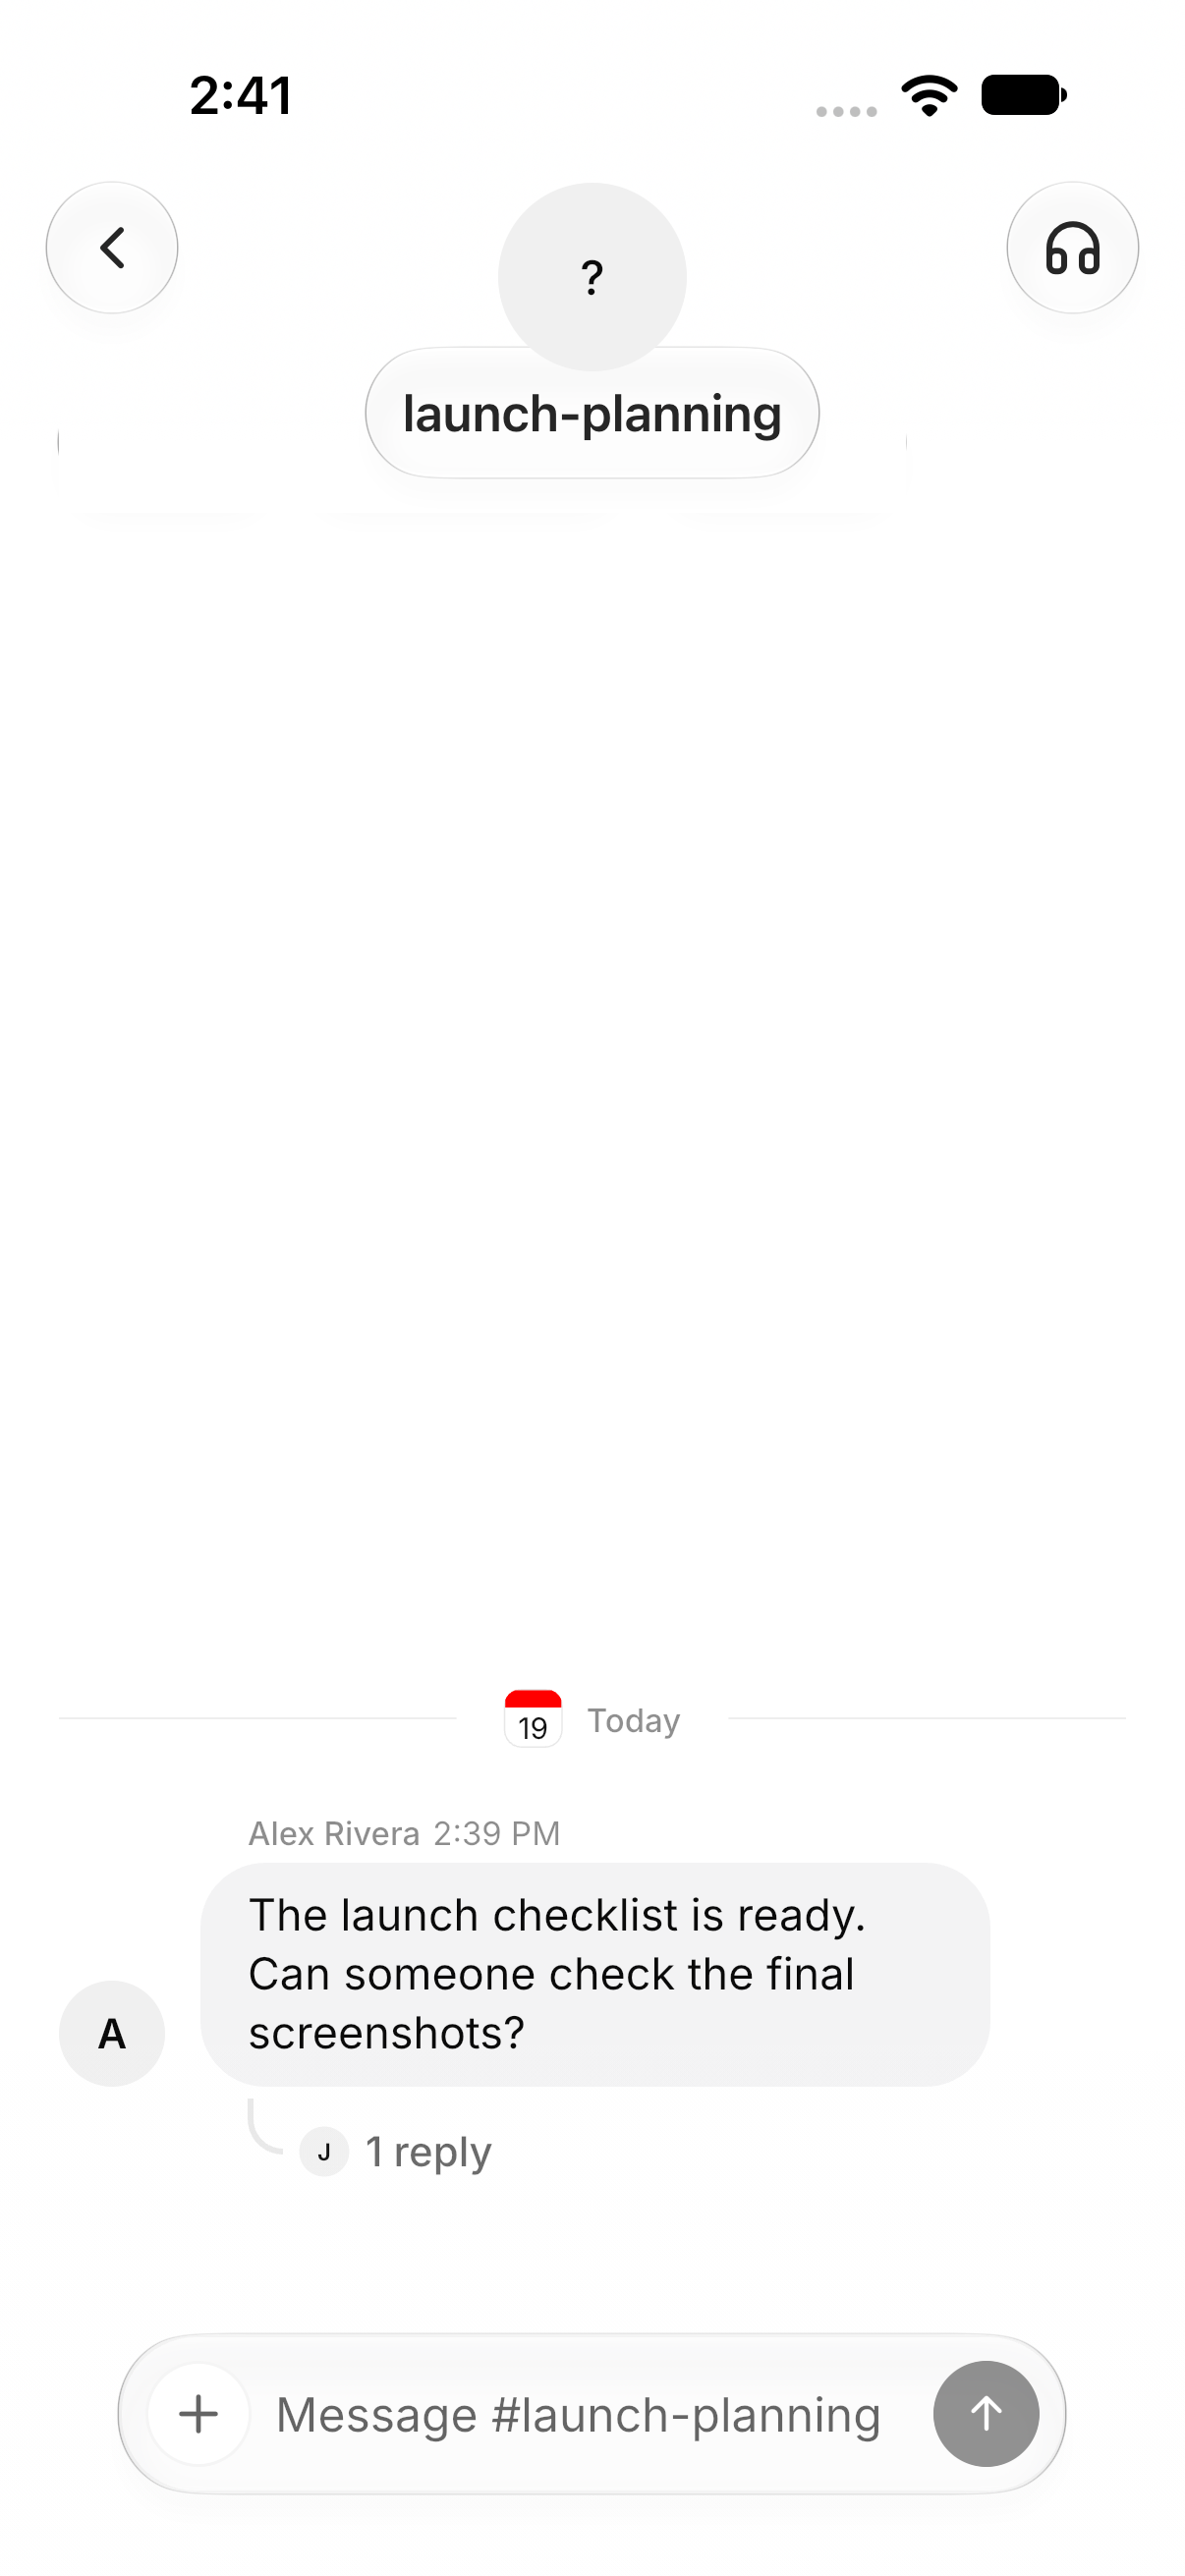 2:41
?
launch-planning
19 Today
Alex Rivera 2:39 PM
The launch checklist is ready.
Can someone check the final
screenshots?
A
J 1 reply
Message #launch-planning